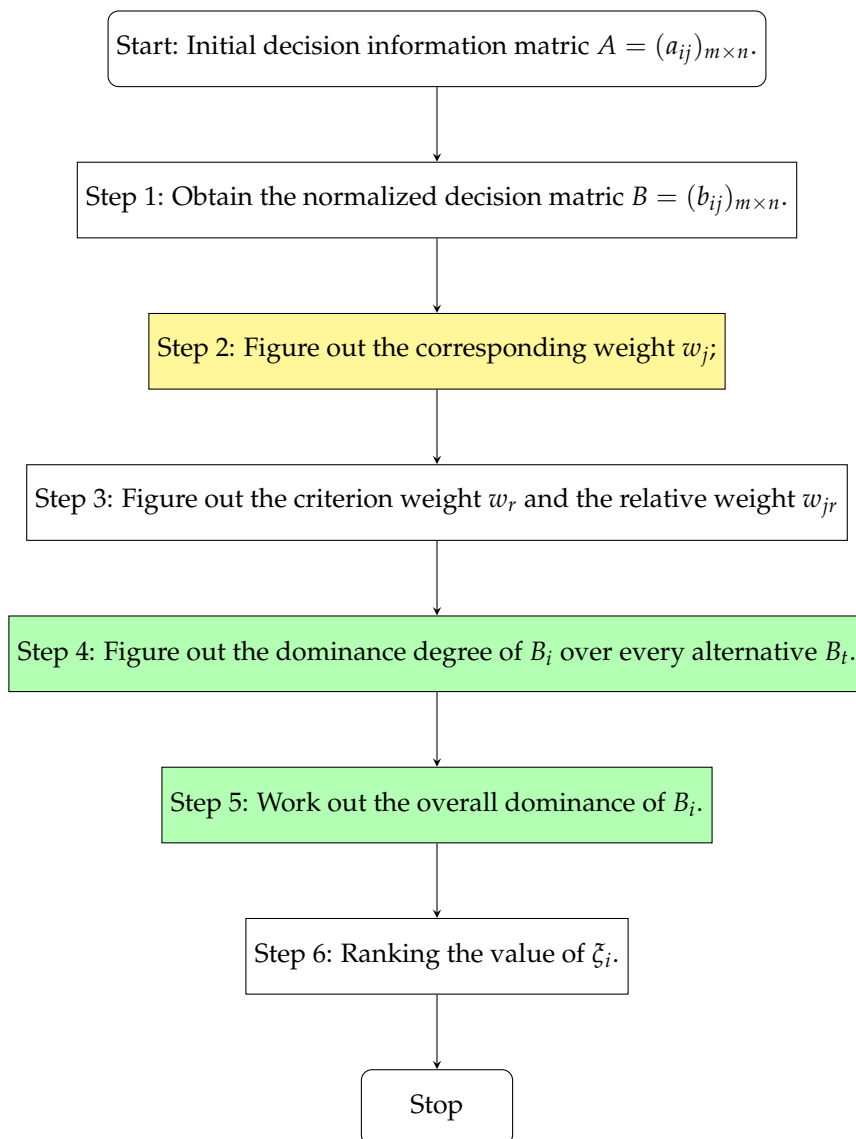 Start: Initial decision information matric A = (a_{ij})_{m×n}.
Step 1: Obtain the normalized decision matric B = (b_{ij})_{m×n}.
Step 2: Figure out the corresponding weight w_j;
Step 3: Figure out the criterion weight w_r and the relative weight w_{jr}
Step 4: Figure out the dominance degree of B_i over every alternative B_t.
Step 5: Work out the overall dominance of B_i.
Step 6: Ranking the value of ξ_i.
Stop